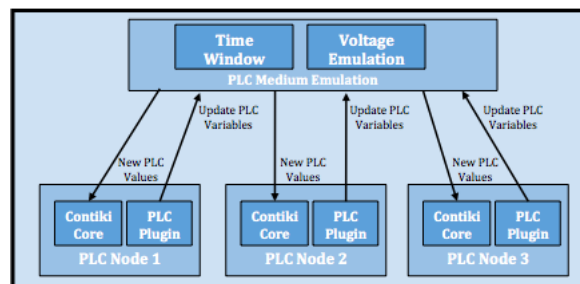 Time
Window
Voltage
Emulation
PLC Medium Emulation
Update PLC
Variables
Update PLC
Variables
Update PLC
Variables
New PLC
Values
New PLC
Values
New PLC
Values
Contiki
Core
PLC
Plugin
PLC Node 1
Contiki
Core
PLC
Plugin
PLC Node 2
Contiki
Core
PLC
Plugin
PLC Node 3